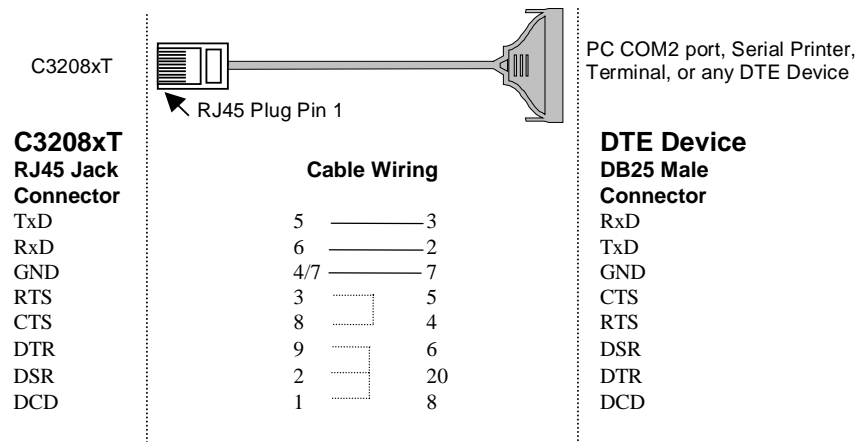 C3208xT
PC COM2 port, Serial Printer,
Terminal, or any DTE Device
RJ45 Plug Pin 1
C3208xT DTE Device
RJ45 Jack Cable Wiring DB25 Male
Connector Connector
TxD 5 3 RxD
RxD 6 2 TxD
GND 4/7 7 GND
RTS 3 5 CTS
CTS 8 4 RTS
DTR 9 6 DSR
DSR 2 20 DTR
DCD 1 8 DCD